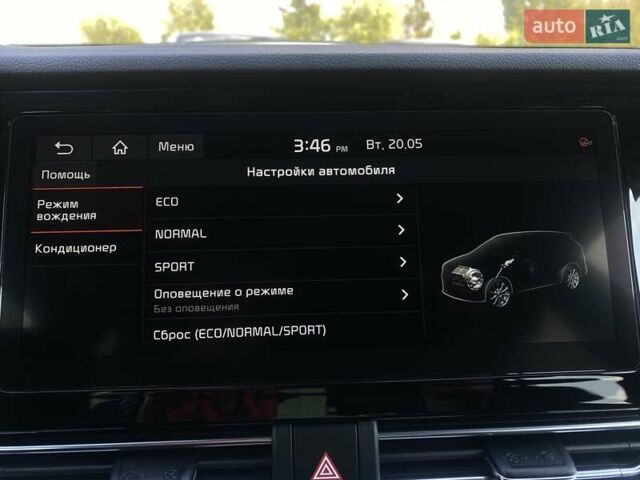 auto RIA .com
Меню 3:46 PM Вт, 20.05
Помощь Настройки автомобиля
Режим вождения
Кондиционер
ECO
NORMAL
SPORT
Оповещение о режиме
Без оповещения
Сброс (ECO/NORMAL/SPORT)